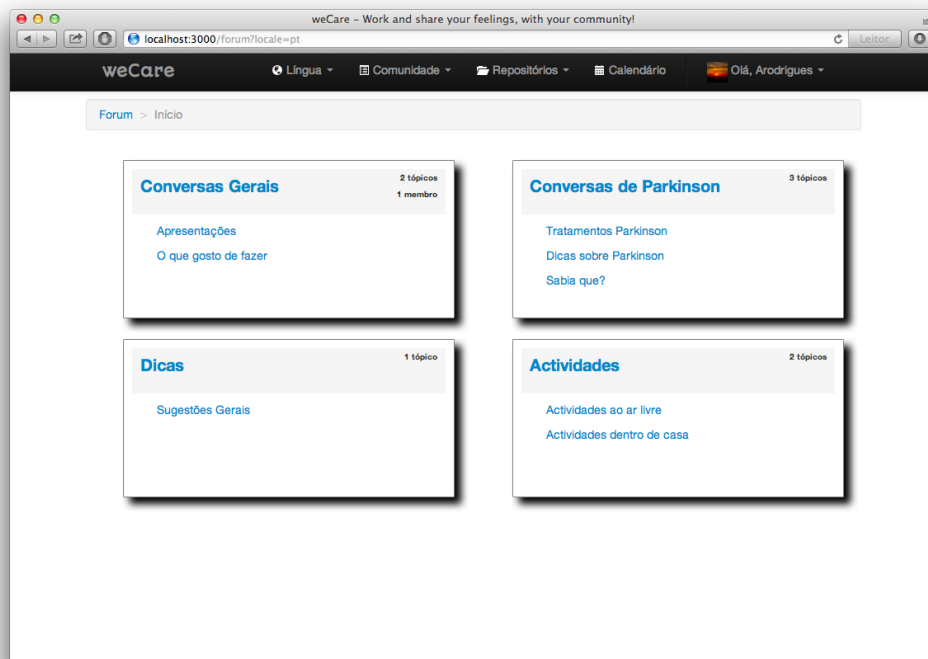 weCare – Work and share your feelings, with your community!
localhost:3000/forum?locale=pt
Leitor
weCare
Língua
Comunidade
Repositórios
Calendário
Olá, Arodrigues
Forum > Início
Conversas Gerais
2 tópicos
1 membro
Apresentações
O que gosto de fazer
Conversas de Parkinson
3 tópicos
Tratamentos Parkinson
Dicas sobre Parkinson
Sabia que?
Dicas
1 tópico
Sugestões Gerais
Actividades
2 tópicos
Actividades ao ar livre
Actividades dentro de casa